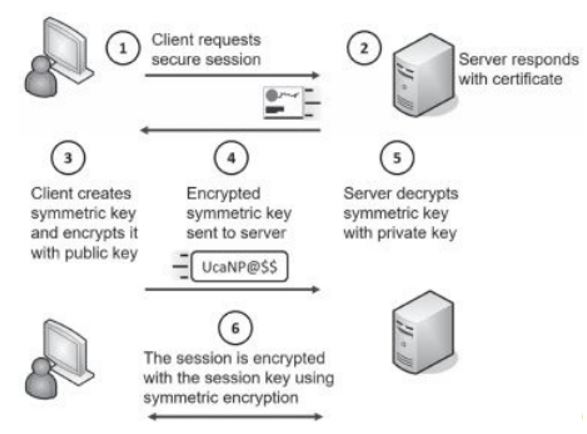 1
Client requests
secure session
2
Server responds
with certificate
3
Client creates
symmetric key
and encrypts it
with public key
4
Encrypted
symmetric key
sent to server
5
Server decrypts
symmetric key
with private key
UcaNP@$$
6
The session is encrypted
with the session key using
symmetric encryption